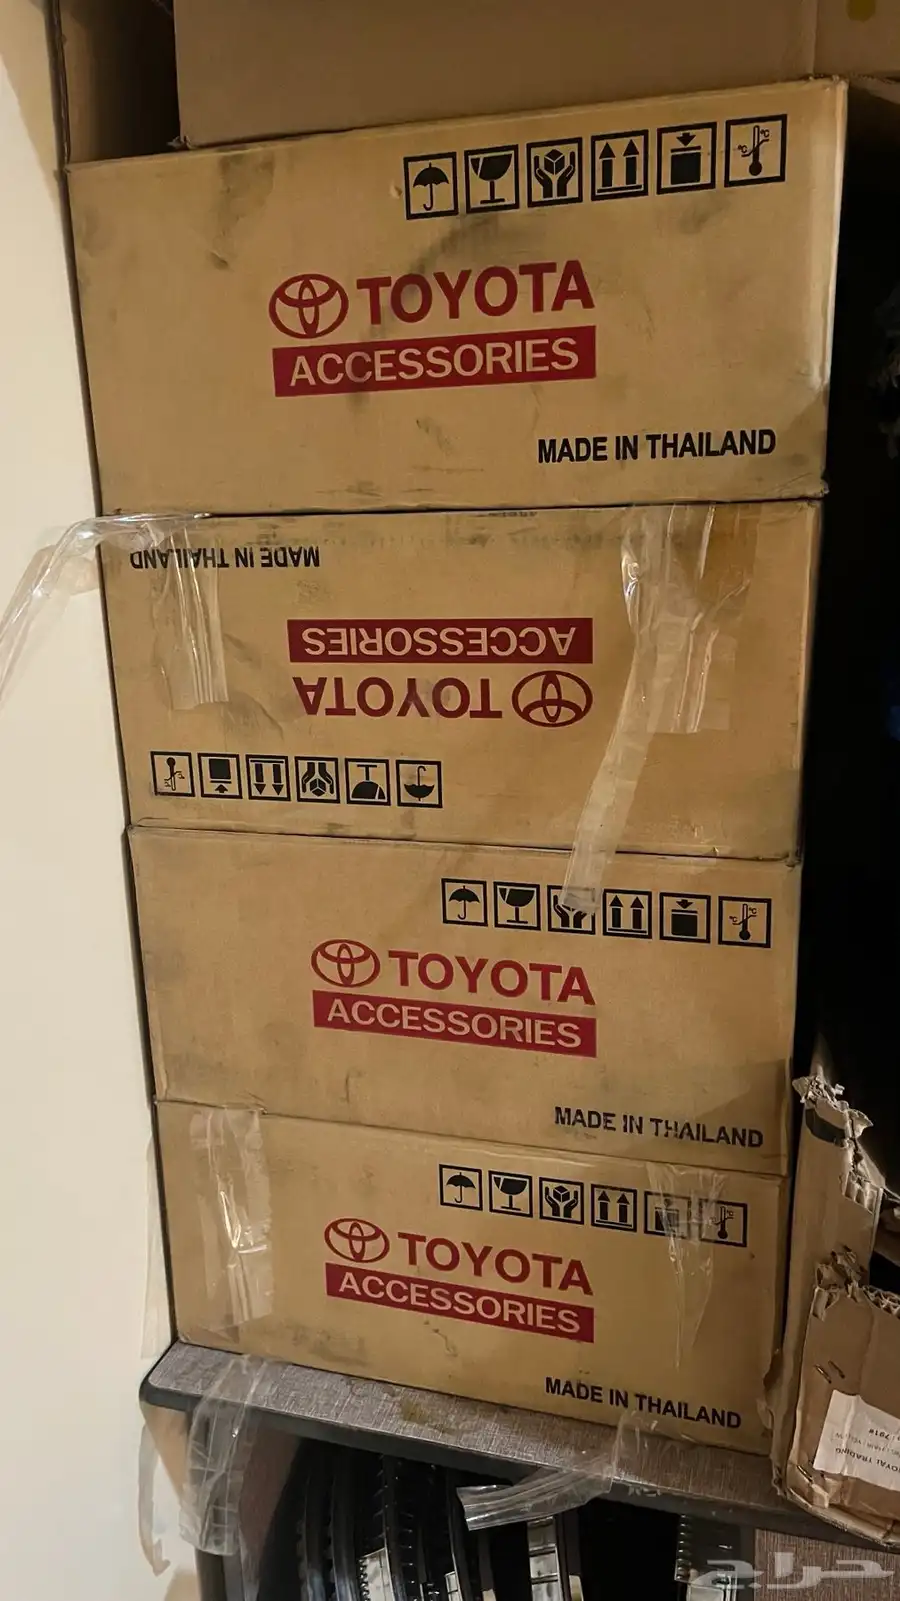 °C
°C
TOYOTA
ACCESSORIES
MADE IN THAILAND
MADE IN THAILAND
ACCESSORIES
TOYOTA
°C
°C
TOYOTA
ACCESSORIES
MADE IN THAILAND
TOYOTA
ACCESSORIES
MADE IN THAILAND
TRADING
حراج